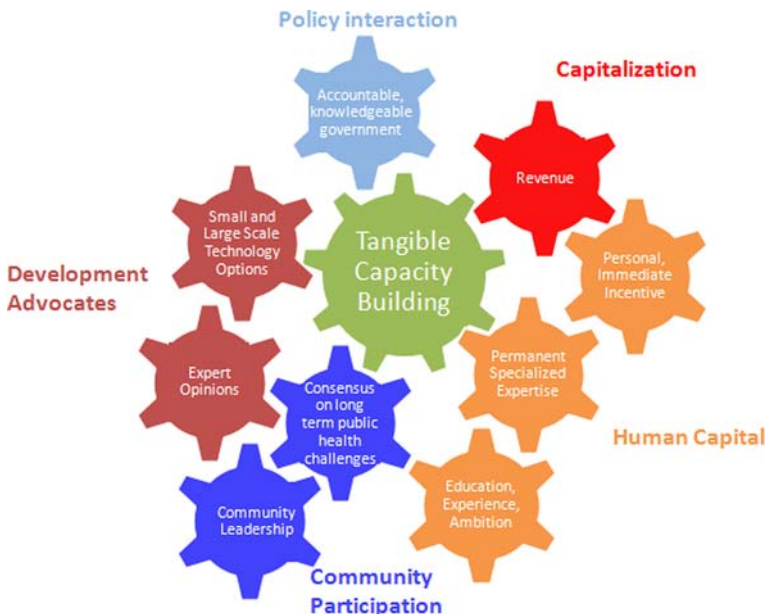 Policy interaction
Accountable,
knowledgeable
government
Capitalization
Revenue
Small and
Large Scale
Technology
Options
Tangible
Capacity
Building
Personal,
Immediate
Incentive
Development
Advocates
Expert
Opinions
Consensus
on long
term public
health
challenges
Permanent
Specialized
Expertise
Human Capital
Education,
Experience,
Ambition
Community
Leadership
Community
Participation